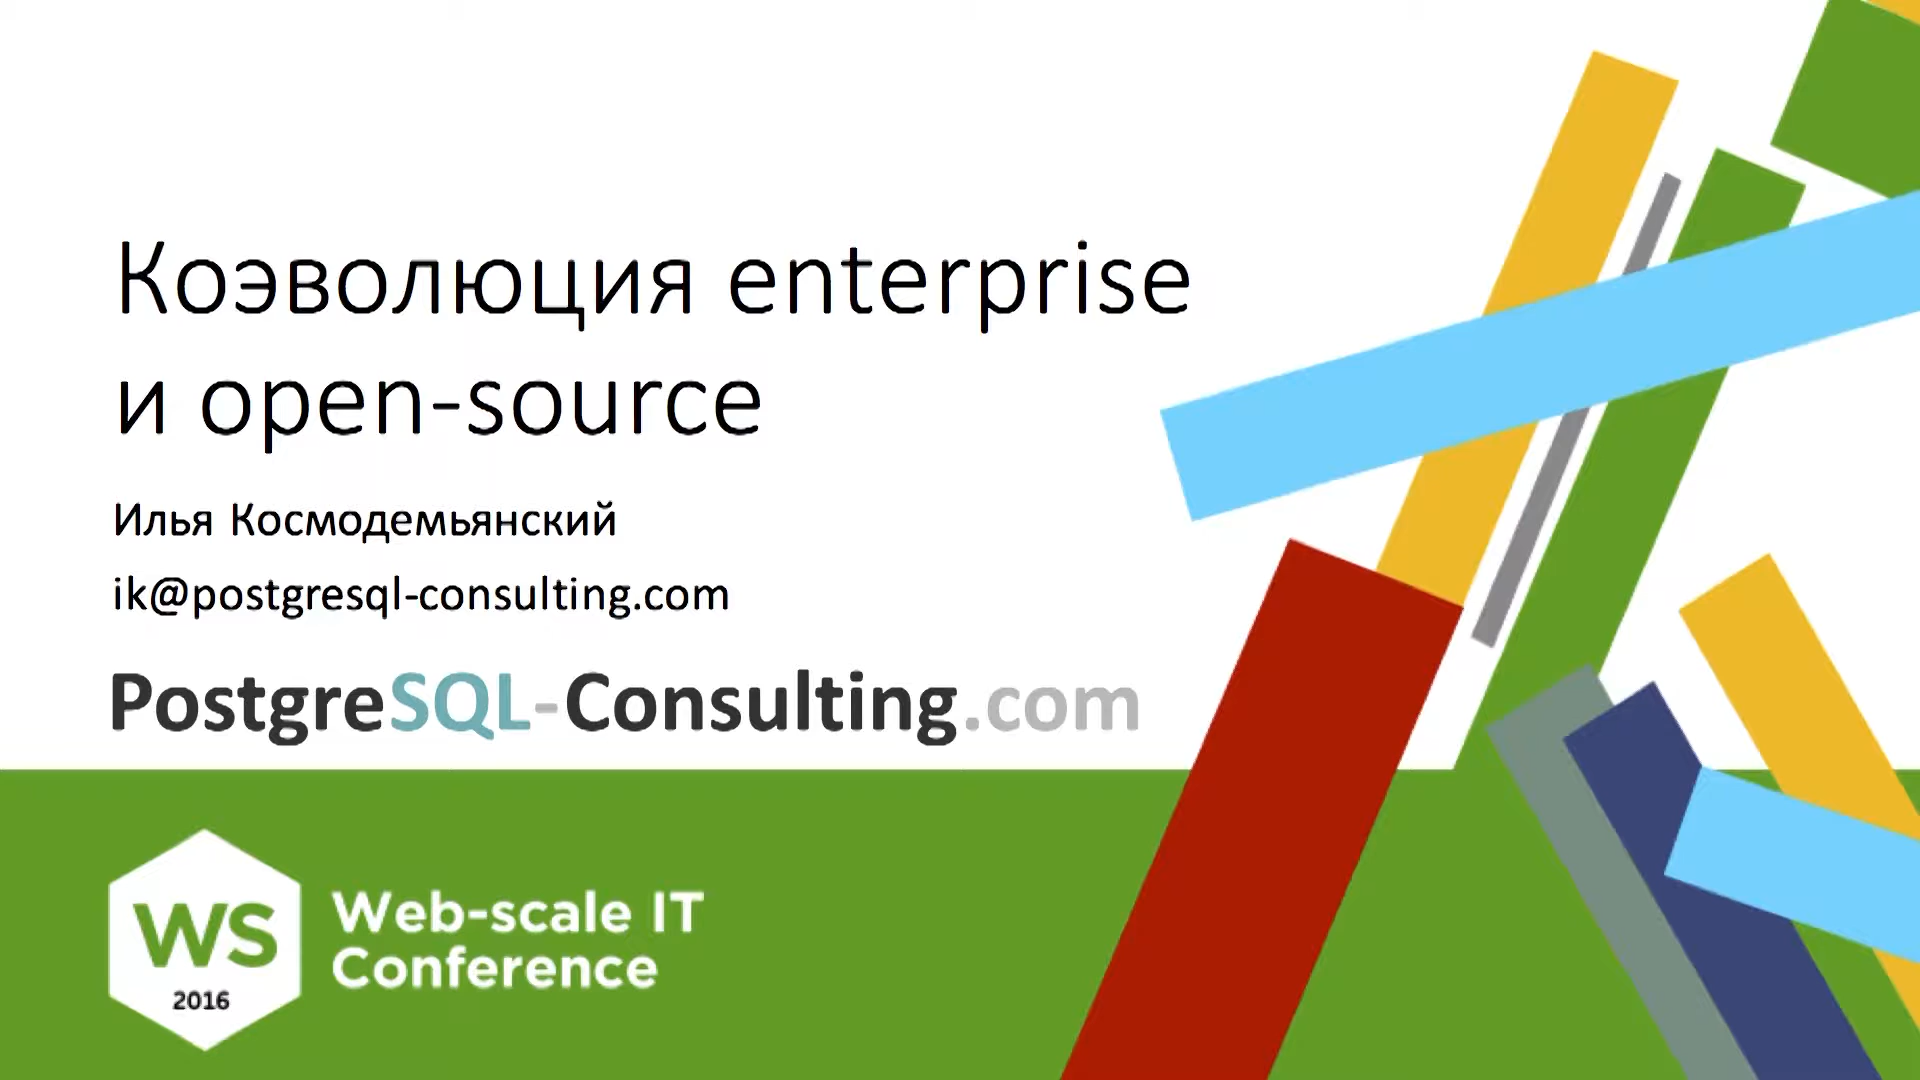 Коэволюция enterprise
и open-source
Илья Космодемьянский
ik@postgresql-consulting.com
PostgreSQL-Consulting.com
WS
2016
Web-scale IT
Conference